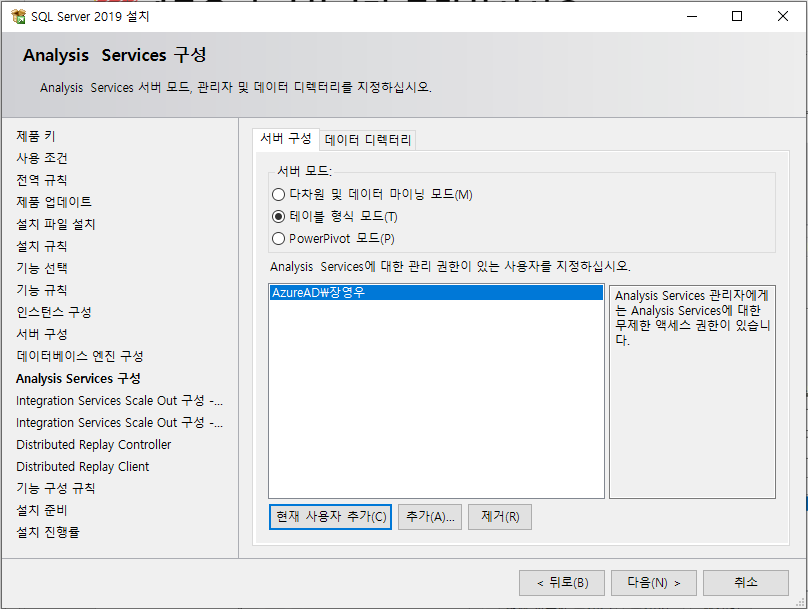 SQL Server 2019 설치
Analysis Services 구성
Analysis Services 서버 모드, 관리자 및 데이터 디렉터리를 지정하십시오.
제품 키
사용 조건
전역 규칙
제품 업데이트
설치 파일 설치
설치 규칙
기능 선택
기능 규칙
인스턴스 구성
서버 구성
데이터베이스 엔진 구성
Analysis Services 구성
Integration Services Scale Out 구성 -...
Integration Services Scale Out 구성 -...
Distributed Replay Controller
Distributed Replay Client
기능 구성 규칙
설치 준비
설치 진행률
서버 구성 데이터 디렉터리
서버 모드:
다차원 및 데이터 마이닝 모드(M)
테이블 형식 모드(T)
PowerPivot 모드(P)
Analysis Services에 대한 관리 권한이 있는 사용자를 지정하십시오.
AzureAD₩장영우
Analysis Services 관리자에게
는 Analysis Services에 대한
무제한 액세스 권한이 있습니
다.
현재 사용자 추가(C) 추가(A)... 제거(R)
< 뒤로(B) 다음(N) > 취소